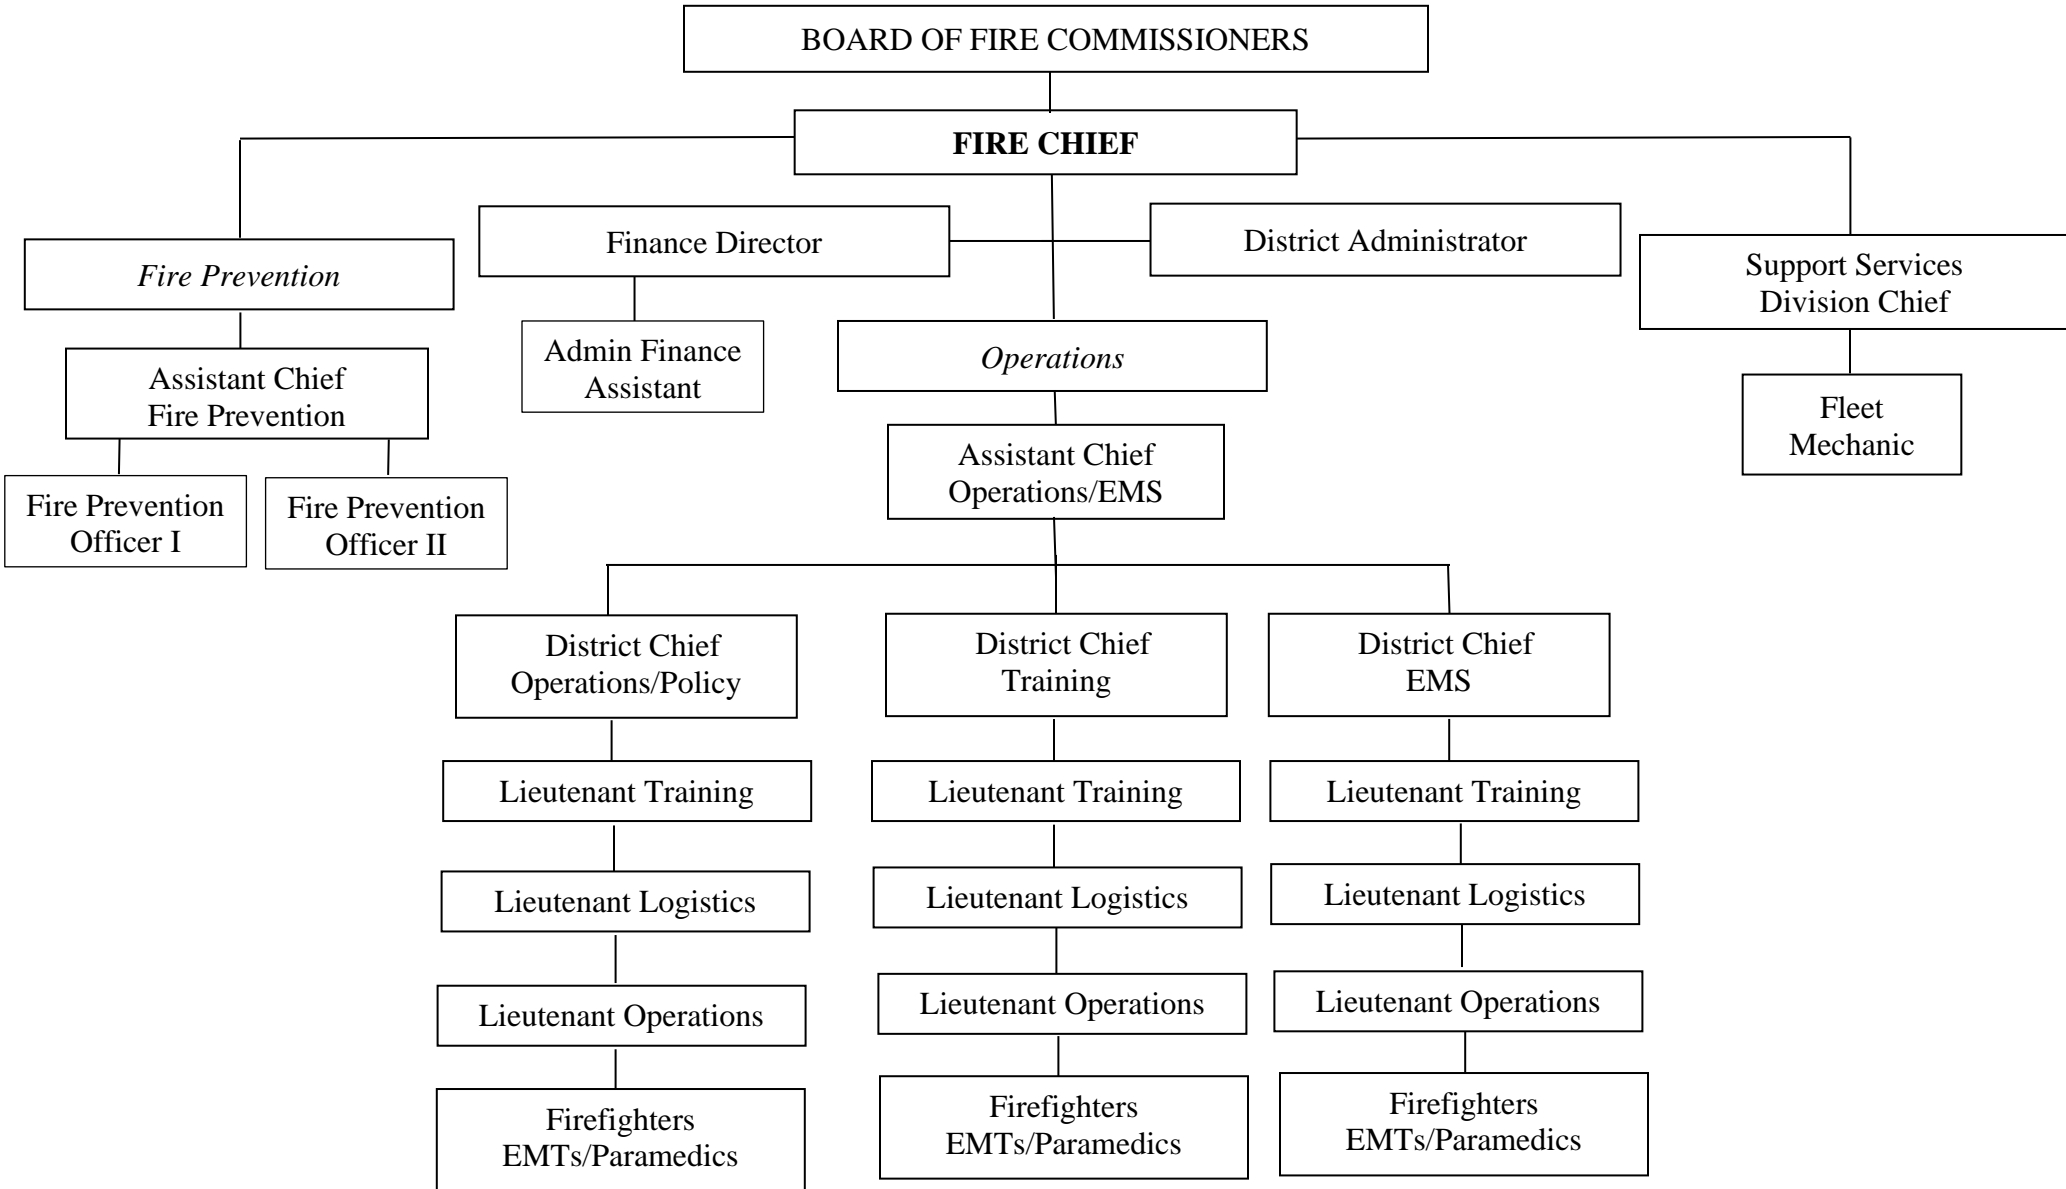 BOARD OF FIRE COMMISSIONERS
FIRE CHIEF
Finance Director
District Administrator
Fire Prevention
Support Services
Division Chief
Admin Finance
Assistant
Operations
Assistant Chief
Fire Prevention
Fleet
Mechanic
Assistant Chief
Operations/EMS
Fire Prevention
Officer I
Fire Prevention
Officer II
District Chief
Operations/Policy
District Chief
Training
District Chief
EMS
Lieutenant Training
Lieutenant Training
Lieutenant Training
Lieutenant Logistics
Lieutenant Logistics
Lieutenant Logistics
Lieutenant Operations
Lieutenant Operations
Lieutenant Operations
Firefighters
EMTs/Paramedics
Firefighters
EMTs/Paramedics
Firefighters
EMTs/Paramedics